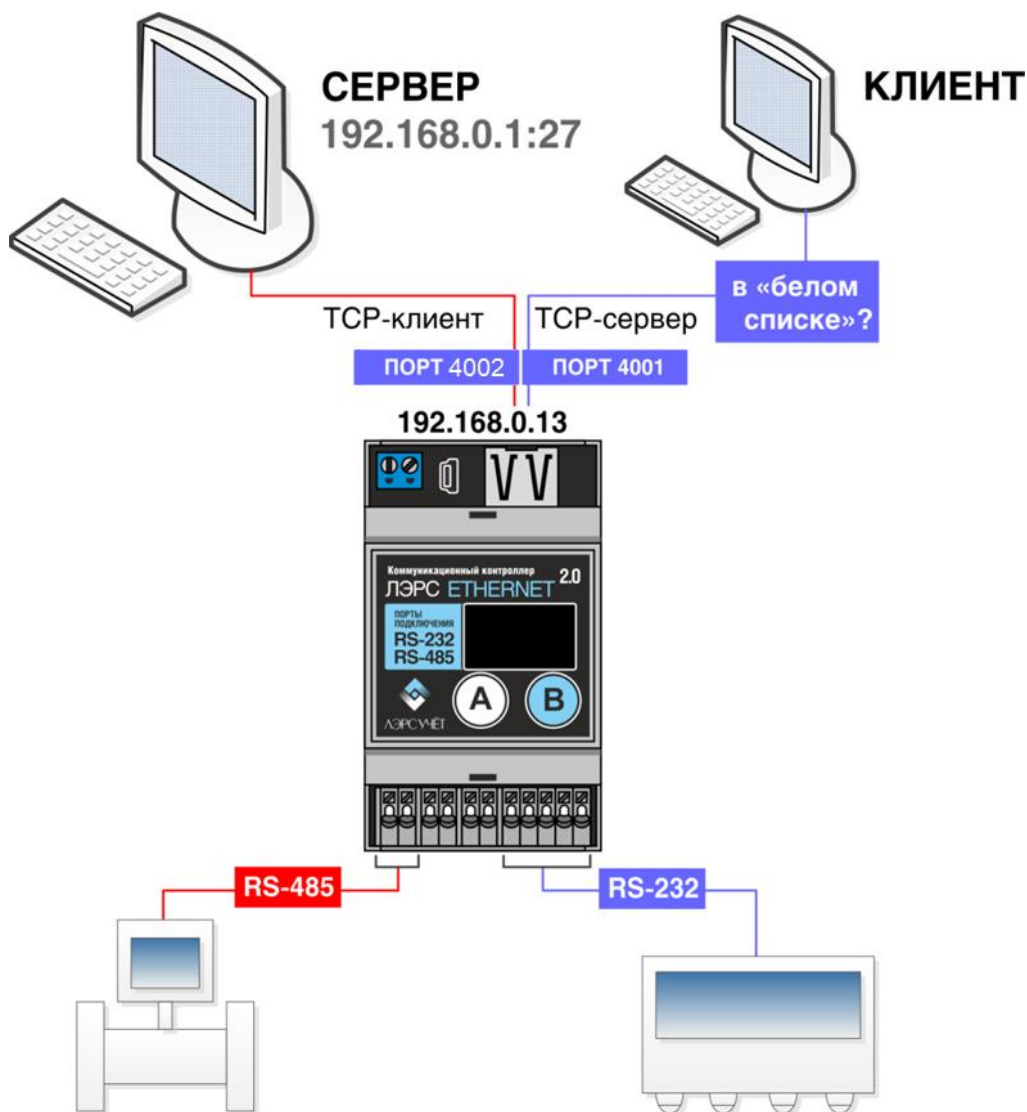 СЕРВЕР
192.168.0.1:27
КЛИЕНТ
в «белом
списке»?
TCP-клиент
TCP-сервер
ПОРТ 4002
ПОРТ 4001
192.168.0.13
Коммуникационный контроллер
ЛЭРС ETHERNET 2.0
ПОРТЫ
ПОДКЛЮЧЕНИЯ
RS-232
RS-485
A
B
ЛЭРС УЧЁТ
RS-485
RS-232